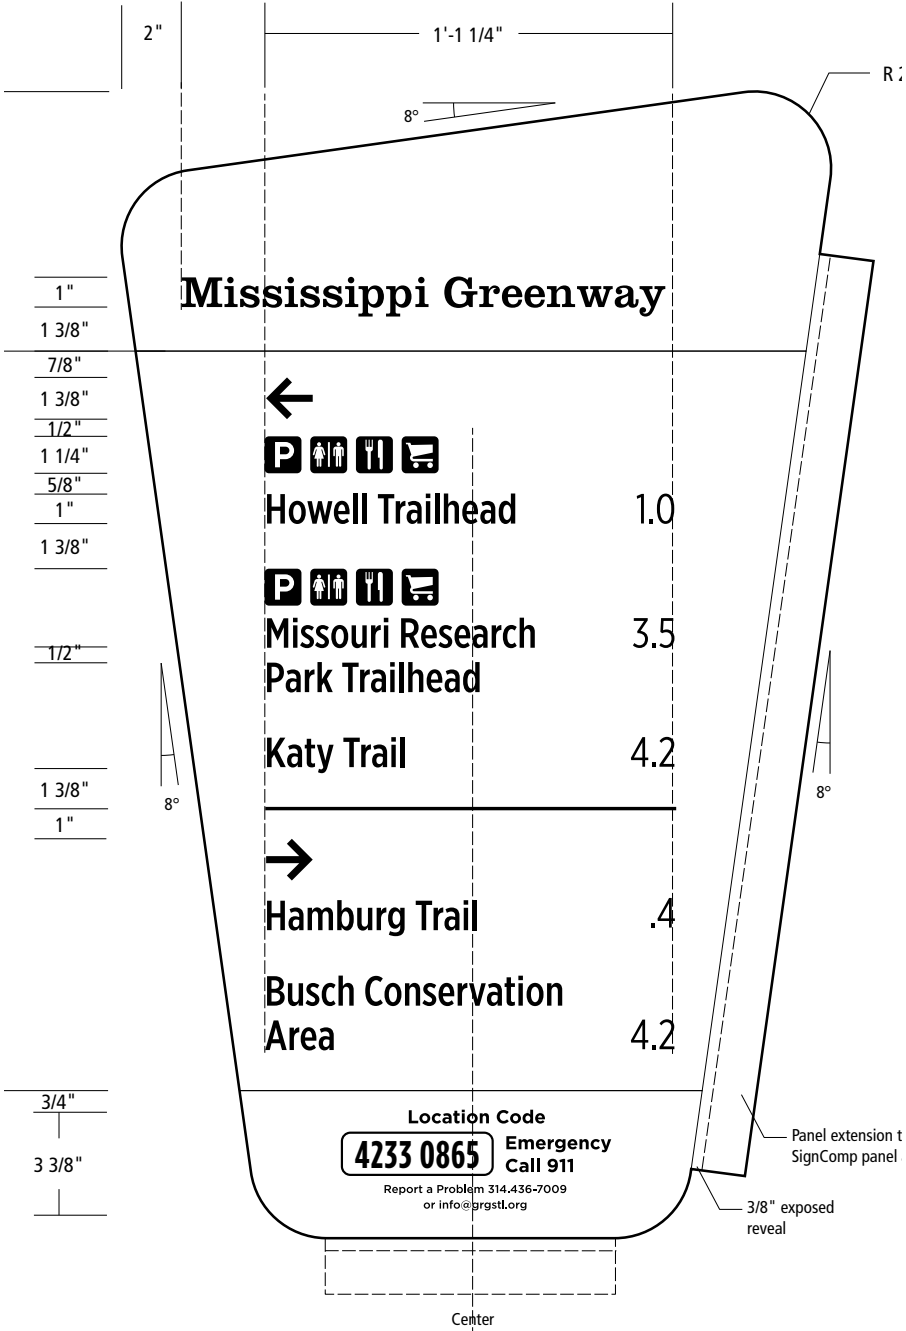 2"
1'-1 1/4"
R 2
8°
Mississippi Greenway
1"
1 3/8"
7/8"
1 3/8"
1/2"
1 1/4"
5/8"
1"
1 3/8"
1/2"
1 3/8"
1"
3/4"
3 3/8"
←
P
Howell Trailhead 1.0
P
Missouri Research 3.5
Park Trailhead
Katy Trail 4.2
8°
8°
→
Hamburg Trail .4
Busch Conservation
Area 4.2
Location Code
4233 0865
Emergency
Call 911
Report a Problem 314.436-7009
or info@grgstl.org
Panel extension t
SignComp panel
3/8" exposed
reveal
Center